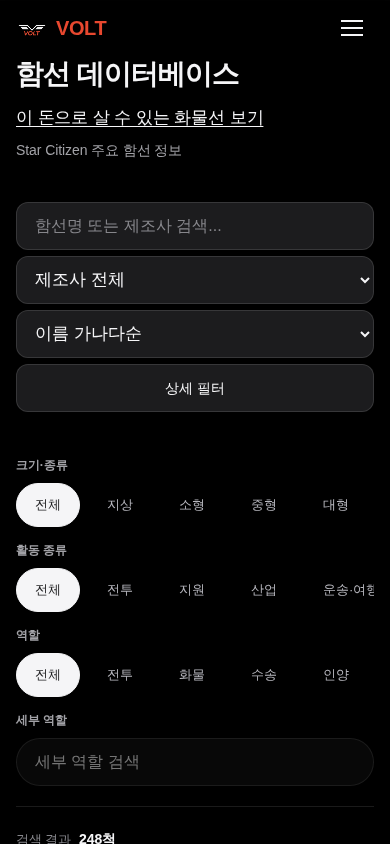 VOLT VOLT
함선 데이터베이스
이 돈으로 살 수 있는 화물선 보기
Star Citizen 주요 함선 정보
함선명 또는 제조사 검색...
제조사 전체
이름 가나다순
상세 필터
크기·종류
전체 지상 소형 중형 대형
활동 종류
전체 전투 지원 산업 운송·여행
역할
전체 전투 화물 수송 인양
세부 역할
세부 역할 검색
검색 결과 248척